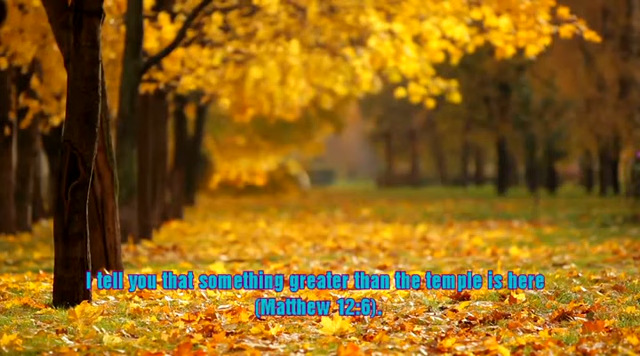 I tell you that something greater than the temple is here
(Matthew 12:6).